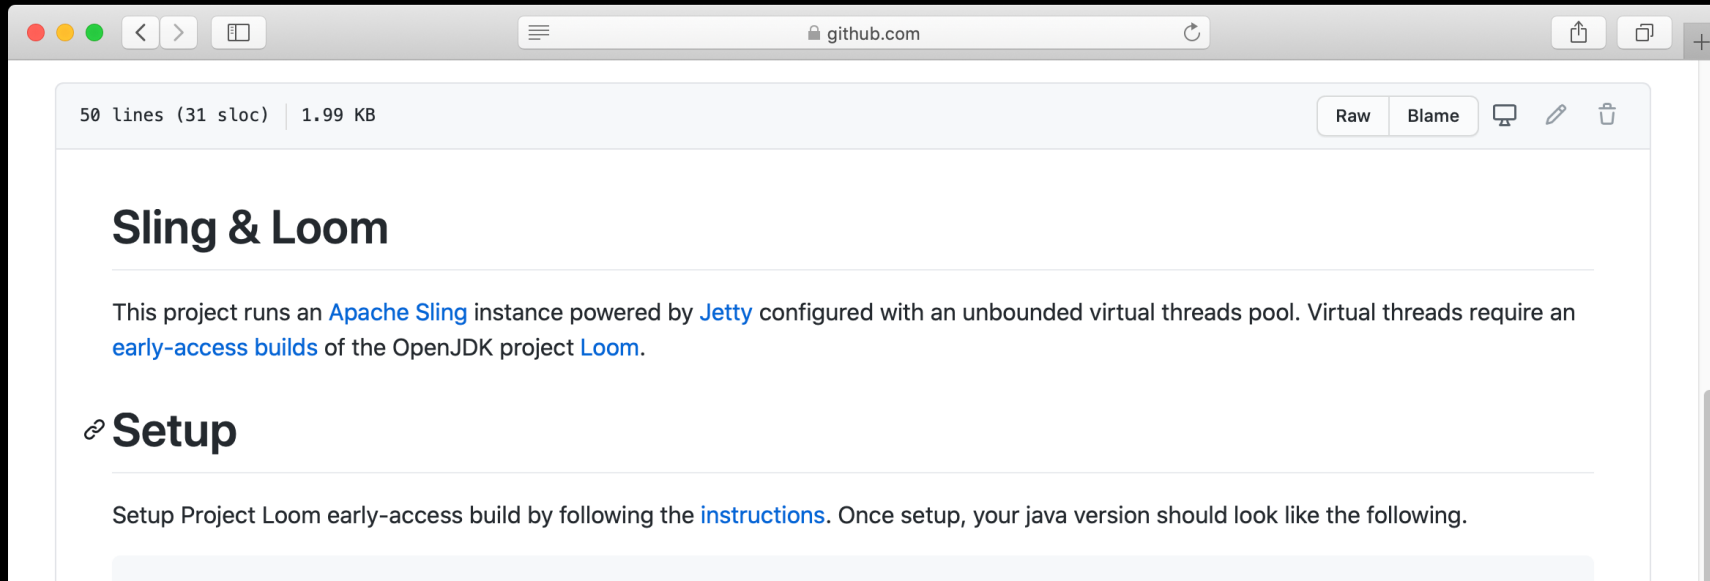 github.com
50 lines (31 sloc) 1.99 KB
Raw Blame
Sling & Loom
This project runs an Apache Sling instance powered by Jetty configured with an unbounded virtual threads pool. Virtual threads require an
early-access builds of the OpenJDK project Loom.
Setup
Setup Project Loom early-access build by following the instructions. Once setup, your java version should look like the following.